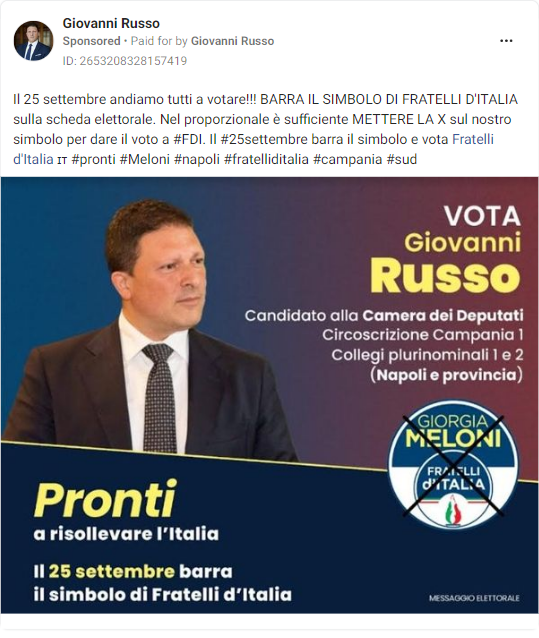 Giovanni Russo
Sponsored • Paid for by Giovanni Russo
ID: 2653208328157419
Il 25 settembre andiamo tutti a votare!!! BARRA IL SIMBOLO DI FRATELLI D'ITALIA
sulla scheda elettorale. Nel proporzionale è sufficiente METTERE LA X sul nostro
simbolo per dare il voto a #FDI. Il #25settembre barra il simbolo e vota Fratelli
d'Italia ɪᴛ #pronti #Meloni #napoli #fratelliditalia #campania #sud
VOTA
Giovanni
Russo
Candidato alla Camera dei Deputati
Circoscrizione Campania 1
Collegi plurinominali 1 e 2
(Napoli e provincia)
GIORGIA
MELONI
FRATELLI
d'ITALIA
Pronti
a risollevare l'Italia
Il 25 settembre barra
il simbolo di Fratelli d'Italia
MESSAGGIO ELETTORALE